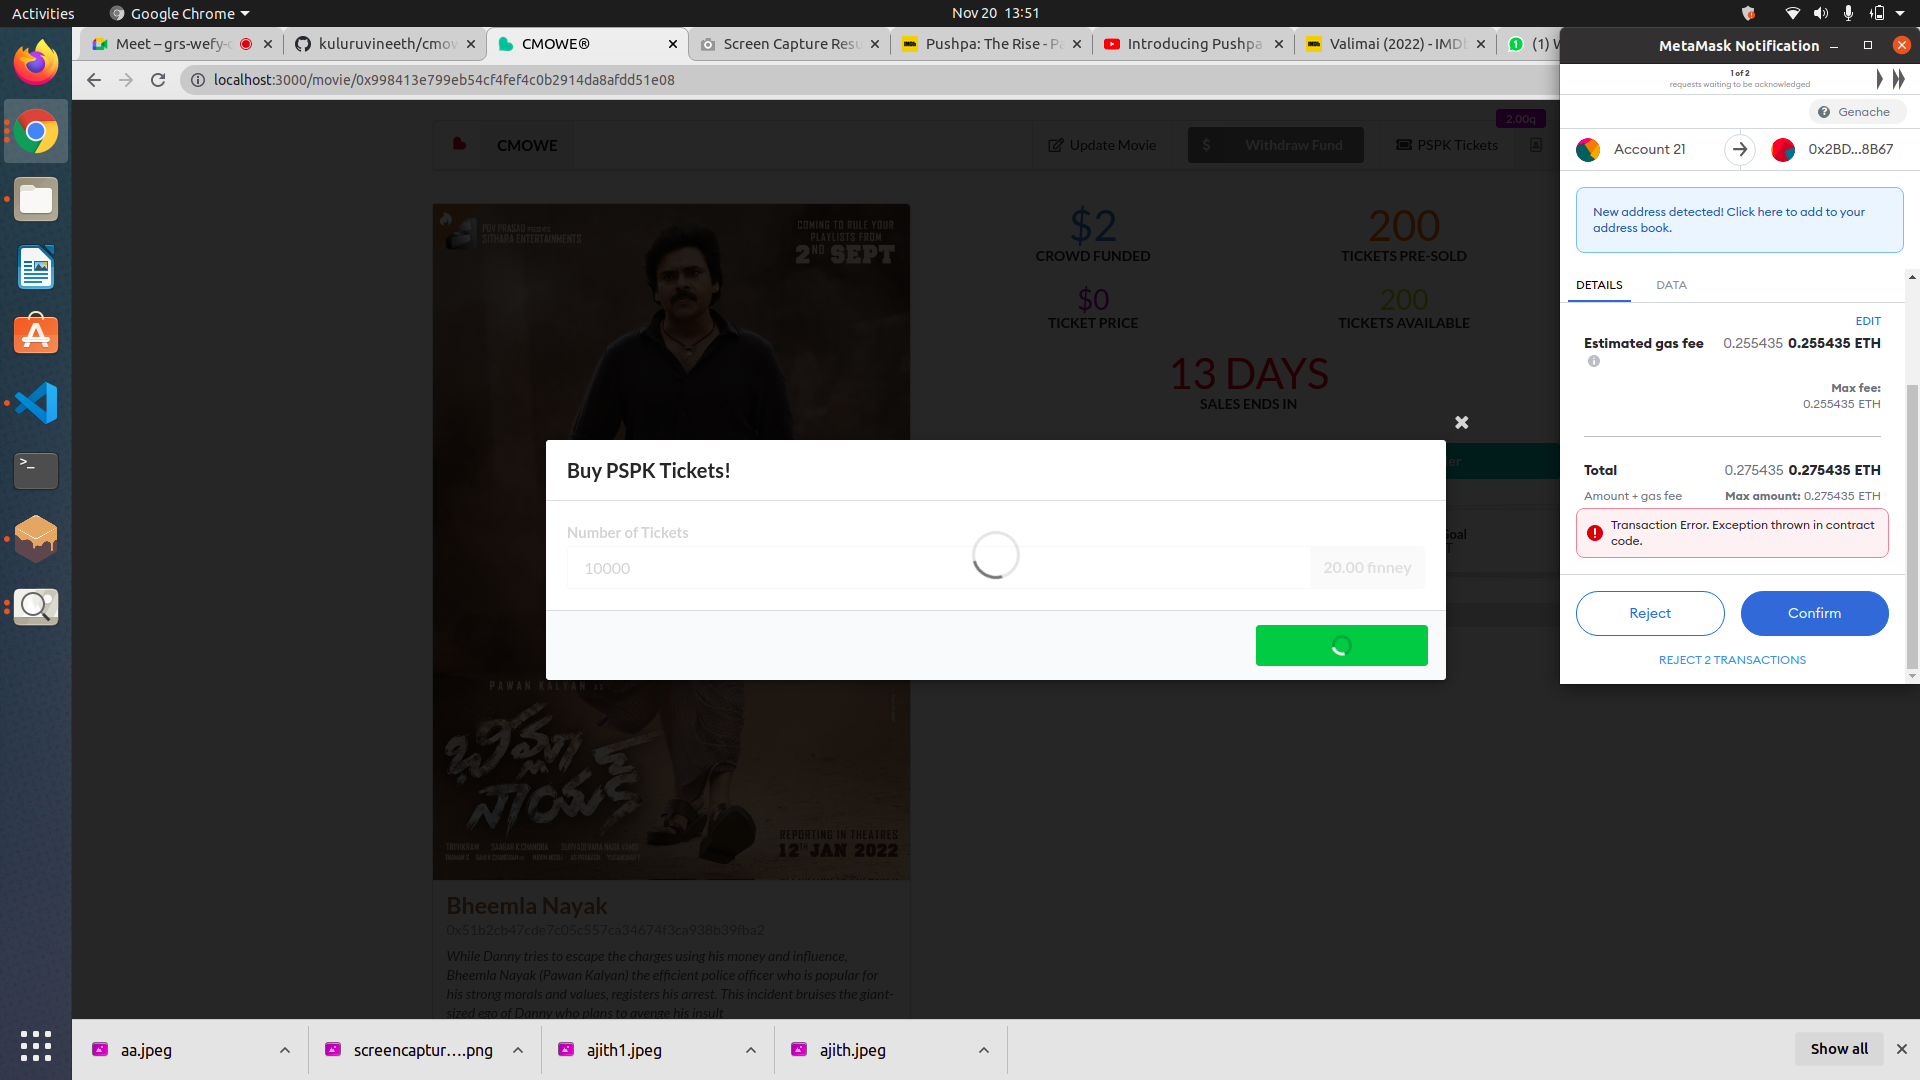 Activities
Google Chrome
Nov 20 13:51
Meet – grs-wefy-
kuluruvineeth/cmow
CMOWE®
Screen Capture Resu
Pushpa: The Rise - Pa
Introducing Pushpa
Valimai (2022) - IMDb
(1) W
localhost:3000/movie/0x998413e799eb54cf4fef4c0b2914da8afdd51e08
CMOWE
Update Movie
$ Withdraw Fund
2.00q
PSPK Tickets
PDV PRASAD PRESENTS
SITHARA ENTERTAINMENTS
COMING TO RULE YOUR
PLAYLISTS FROM
2ND SEPT
$2
CROWD FUNDED
200
TICKETS PRE-SOLD
$0
TICKET PRICE
200
TICKETS AVAILABLE
13 DAYS
SALES ENDS IN
Buy PSPK Tickets!
Number of Tickets
10000
20.00 finney
PAWAN KALYAN
భీమ్లా
నాయక్
REPORTING IN THEATRES
12TH JAN 2022
Bheemla Nayak
0x51b2cb47cde7c05c557ca34674f3ca938b39fba2
While Danny tries to escape the charges using his money and influence,
Bheemla Nayak (Pawan Kalyan) the efficient police officer who is popular for
his strong morals and values, registers his arrest. This incident bruises the giant-
sized ego of Danny who plans to avenge his insult
MetaMask Notification
1 of 2
requests waiting to be acknowledged
Genache
Account 21
0x2BD...8B67
New address detected! Click here to add to your
address book.
DETAILS
DATA
EDIT
Estimated gas fee 0.255435 0.255435 ETH
Max fee:
0.255435 ETH
Total 0.275435 0.275435 ETH
Amount + gas fee Max amount: 0.275435 ETH
Transaction Error. Exception thrown in contract
code.
Reject
Confirm
REJECT 2 TRANSACTIONS
aa.jpeg
screencaptur....png
ajith1.jpeg
ajith.jpeg
Show all